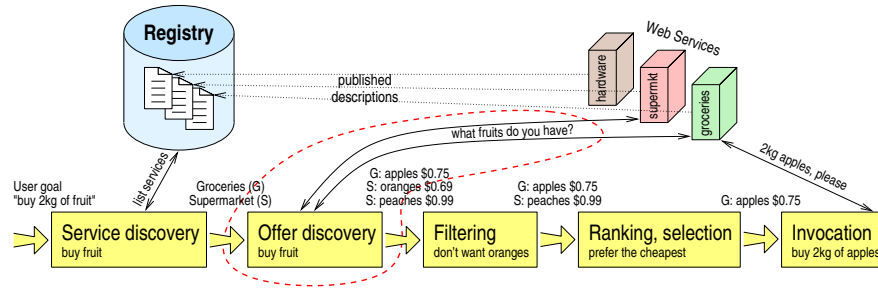 Registry
Web Services
hardware
supermkt
groceries
published
descriptions
what fruits do you have?
list services
2kg apples, please
User goal
"buy 2kg of fruit"
Groceries (G)
Supermarket (S)
G: apples $0.75
S: oranges $0.69
S: peaches $0.99
G: apples $0.75
S: peaches $0.99
G: apples $0.75
Service discovery
buy fruit
Offer discovery
buy fruit
Filtering
don't want oranges
Ranking, selection
prefer the cheapest
Invocation
buy 2kg of apples